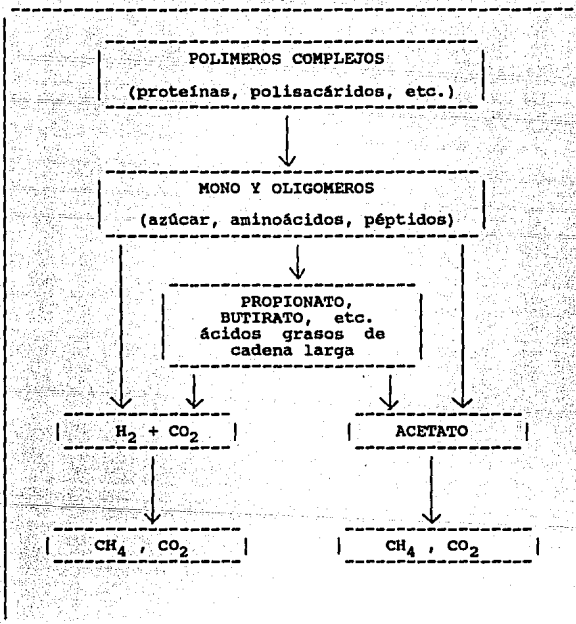 POLIMEROS COMPLEJOS
(proteínas, polisacáridos, etc.)
MONO Y OLIGOMEROS
(azúcar, aminoácidos, péptidos)
PROPIONATO,
BUTIRATO, etc.
ácidos grasos de
cadena larga
H₂ + CO₂
ACETATO
CH₄ , CO₂
CH₄ , CO₂